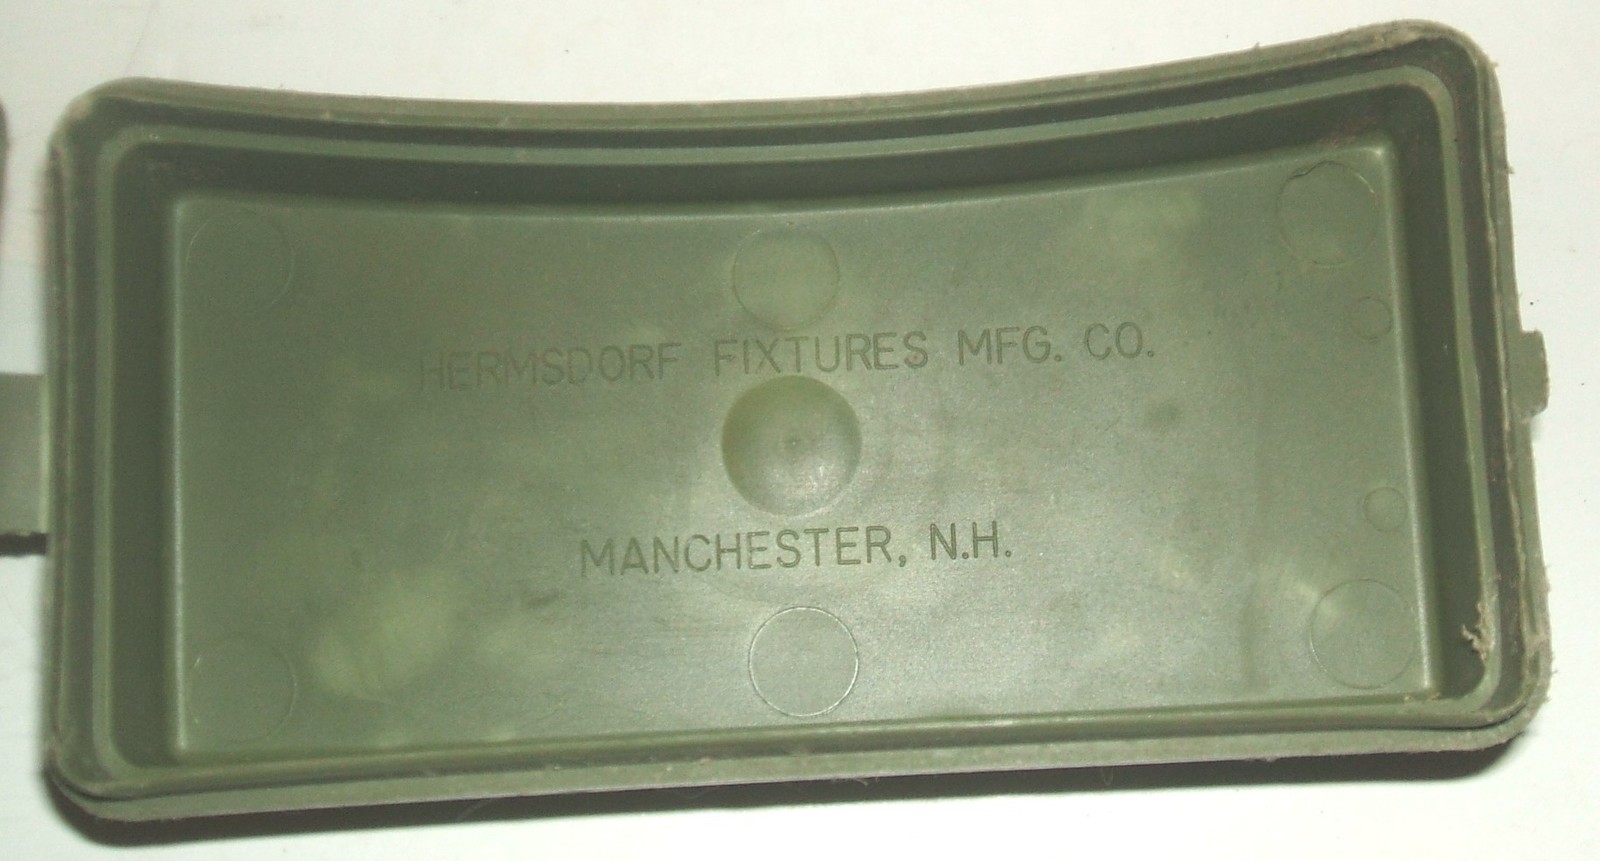 HERMSDORF FIXTURES MFG. CO.
MANCHESTER, N.H.